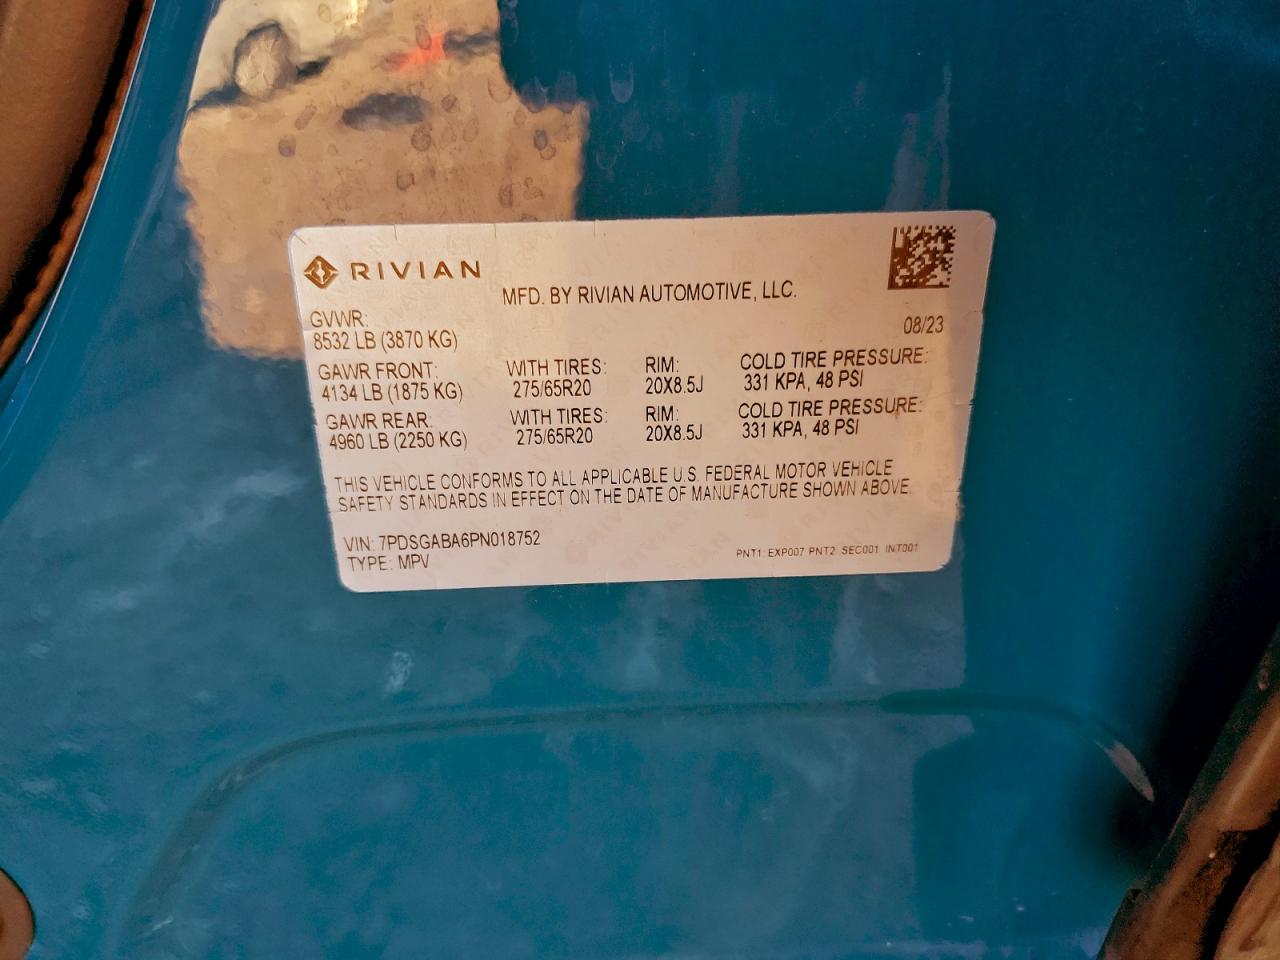 RIVIAN
MFD. BY RIVIAN AUTOMOTIVE, LLC.
08/23
GVWR:
8532 LB (3870 KG)
GAWR FRONT: WITH TIRES: RIM: COLD TIRE PRESSURE:
4134 LB (1875 KG) 275/65R20 20X8.5J 331 KPA, 48 PSI
GAWR REAR: WITH TIRES: RIM: COLD TIRE PRESSURE:
4960 LB (2250 KG) 275/65R20 20X8.5J 331 KPA, 48 PSI
THIS VEHICLE CONFORMS TO ALL APPLICABLE U.S. FEDERAL MOTOR VEHICLE
SAFETY STANDARDS IN EFFECT ON THE DATE OF MANUFACTURE SHOWN ABOVE.
VIN: 7PDSGABA6PN018752
TYPE: MPV
PNT1: EXP007 PNT2: SEC001 INT001